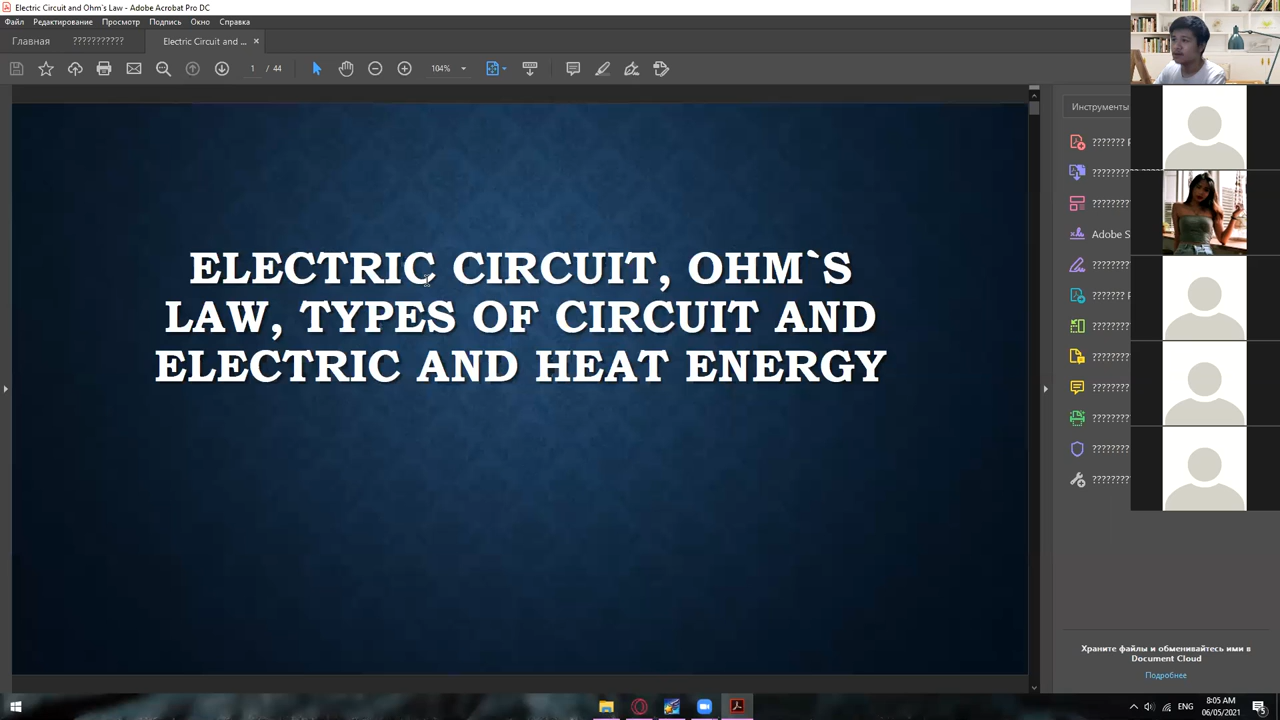 Electric Circuit and Ohm`s Law - Adobe Acrobat Pro DC
Файл Редактирование Просмотр Подпись Окно Справка
Главная ??????????? Electric Circuit and ... ×
1 / 44 104%
ELECTRIC CIRCUIT, OHM`S
LAW, TYPES OF CIRCUIT AND
ELECTRIC AND HEAT ENERGY
Инструменты
Adobe S
Храните файлы и обменивайтесь ими в
Document Cloud
Подробнее
ENG
8:05 AM
06/05/2021